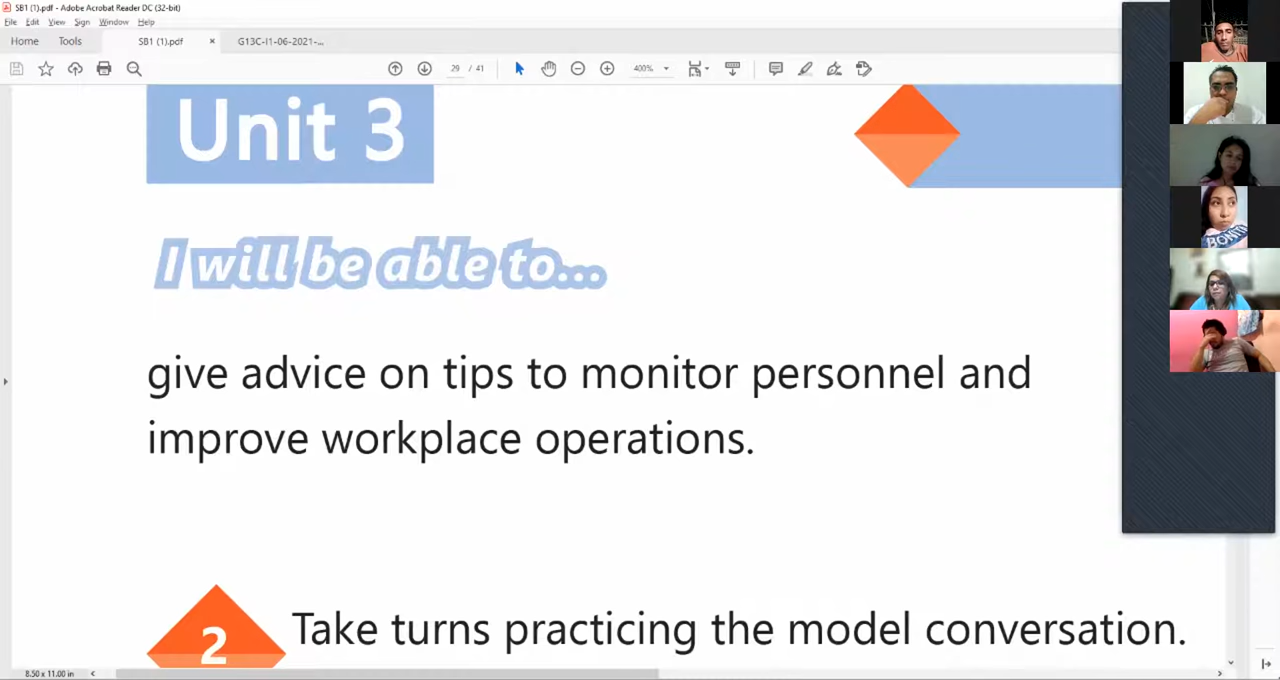 SB1 (1).pdf - Adobe Acrobat Reader DC (32-bit)
File Edit View Sign Window Help
Home Tools SB1 (1).pdf × G13C-I1-06-2021-...
29 / 41 400%
Unit 3
I will be able to...
give advice on tips to monitor personnel and
improve workplace operations.
2 Take turns practicing the model conversation.
8.50 x 11.00 in